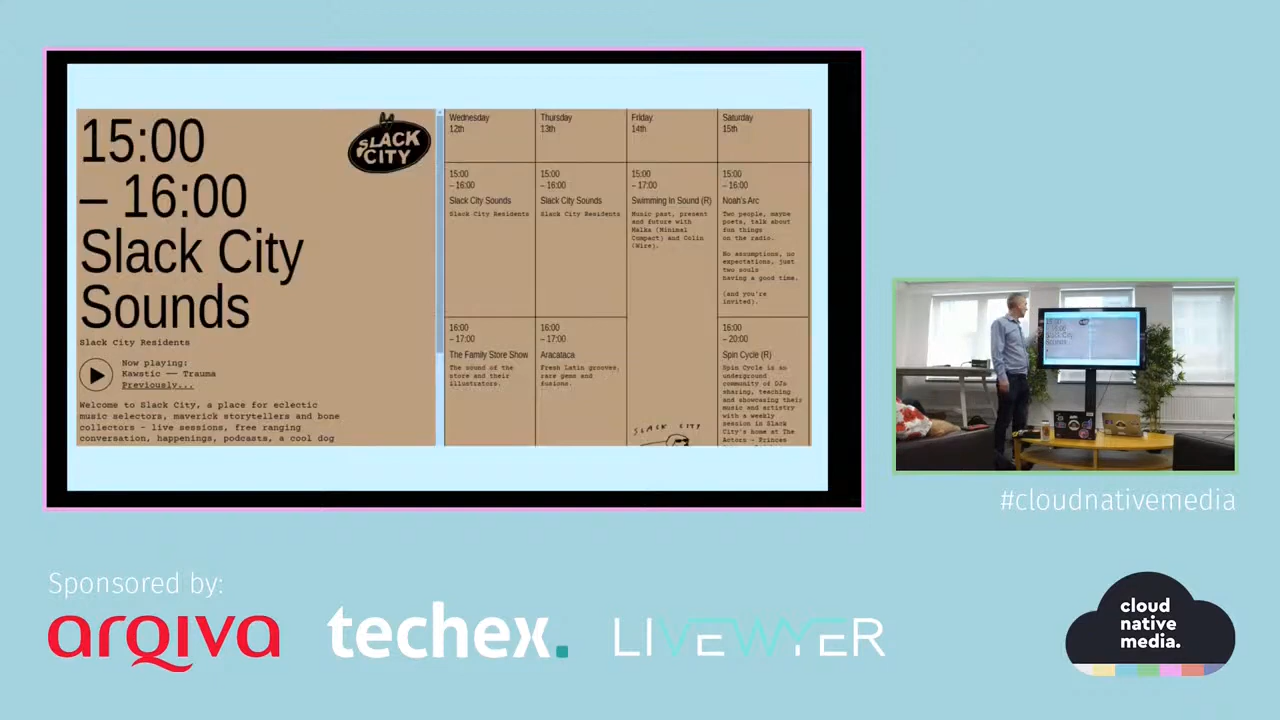 15:00
– 16:00
Slack City
Sounds
Slack City Residents
Now playing:
Kawstic —— Trauma
Previously...
Welcome to Slack City, a place for eclectic
music selectors, maverick storytellers and bone
collectors - live sessions, free ranging
conversation, happenings, podcasts, a cool dog
SLACK
CITY
Wednesday
12th
15:00
– 16:00
Slack City Sounds
Slack City Residents
16:00
– 17:00
The Family Store Show
The sound of the
store and their
illustrators.
Thursday
13th
15:00
– 16:00
Slack City Sounds
Slack City Residents
16:00
– 17:00
Aracataca
Fresh Latin grooves,
rare gems and
fusions.
Friday
14th
15:00
– 17:00
Swimming In Sound (R)
Music past, present
and future with
Malka (Minimal
Compact) and Colin
(Wire).
SLACK CITY
Saturday
15th
15:00
– 16:00
Noah's Arc
Two people, maybe
poets, talk about
fun things
on the radio.
No assumptions, no
expectations, just
two souls
having a good time.
(and you're
invited).
16:00
– 20:00
Spin Cycle (R)
Spin Cycle is an
underground
community of DJs
sharing, teaching
and showcasing their
music and artistry
with a weekly
session in Slack
City's home at The
Actors - Princes
#cloudnativemedia
Sponsored by:
arqiva
techex.
LIVEWYER
cloud
native
media.